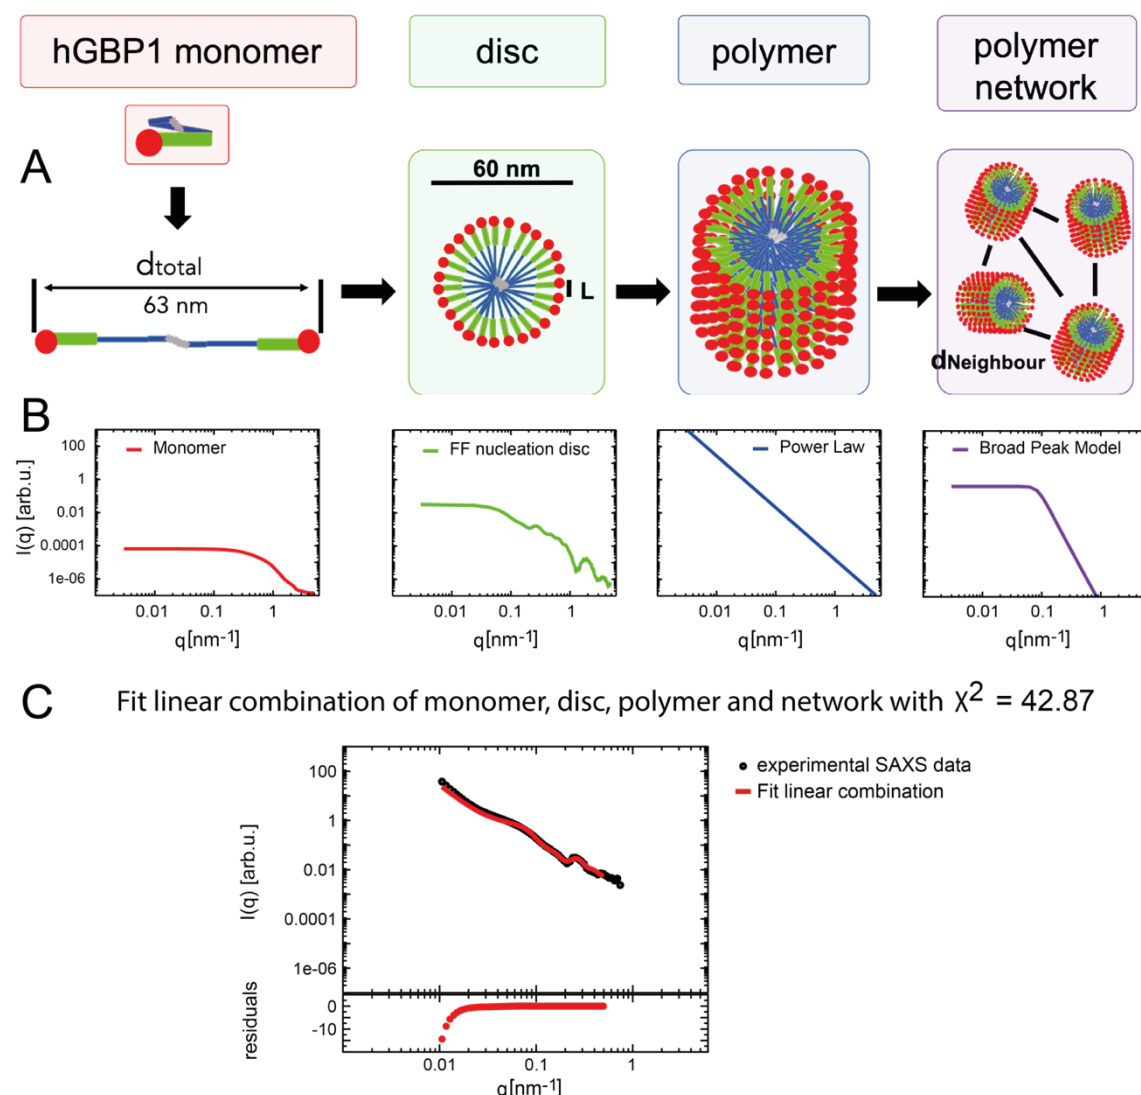 hGBP1 monomer
disc
polymer
polymer
network
A
60 nm
dtotal
63 nm
L
dNeighbour
B
Monomer
FF nucleation disc
Power Law
Broad Peak Model
I(q) [arb.u.]
100
1
0.01
0.0001
1e-06
0.01 0.1 1
0.01 0.1 1
0.01 0.1 1
0.01 0.1 1
q[nm-1]
q[nm-1]
q[nm-1]
q[nm-1]
C
Fit linear combination of monomer, disc, polymer and network with χ2 = 42.87
experimental SAXS data
Fit linear combination
I(q) [arb.u.]
100
1
0.01
0.0001
1e-06
residuals
0
-10
0.01 0.1 1
q[nm-1]